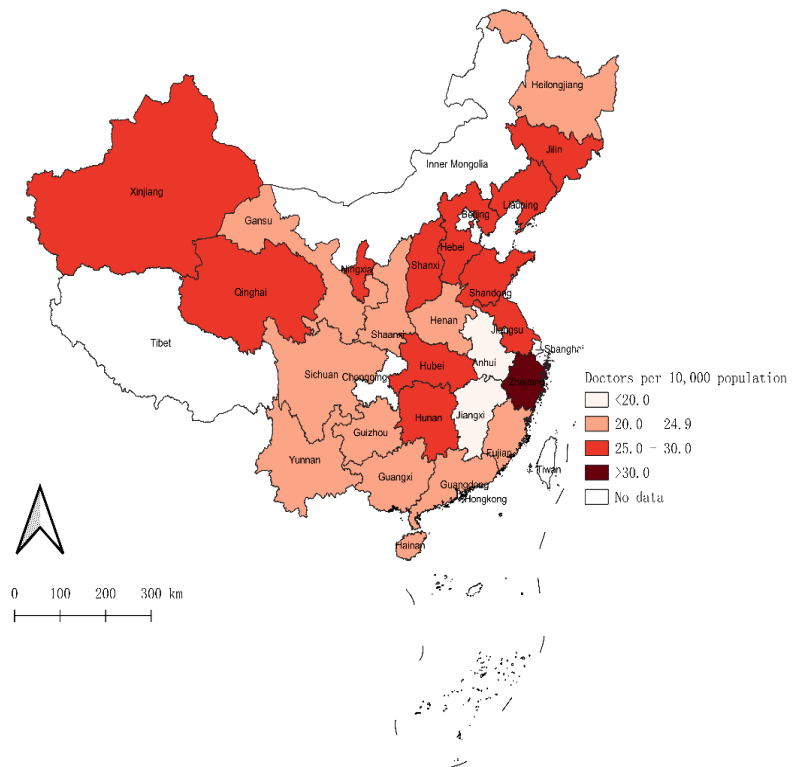 Heilongjiang
Jilin
Inner Mongolia
Xinjiang
Liaoning
Beijing
Gansu
Hebei
Shanxi
Ningxia
Qinghai
Shandong
Henan
Jiangsu
Shaanxi
Tibet
Shanghai
Anhui
Hubei
Sichuan
Chongqing
Zhejiang
Doctors per 10,000 population
<20.0
20.0 24.9
25.0 - 30.0
>30.0
No data
Hunan
Jiangxi
Guizhou
Fujian
Yunnan
Tiwan
Guangxi
Guangdong
Hongkong
Hainan
0 100 200 300 km